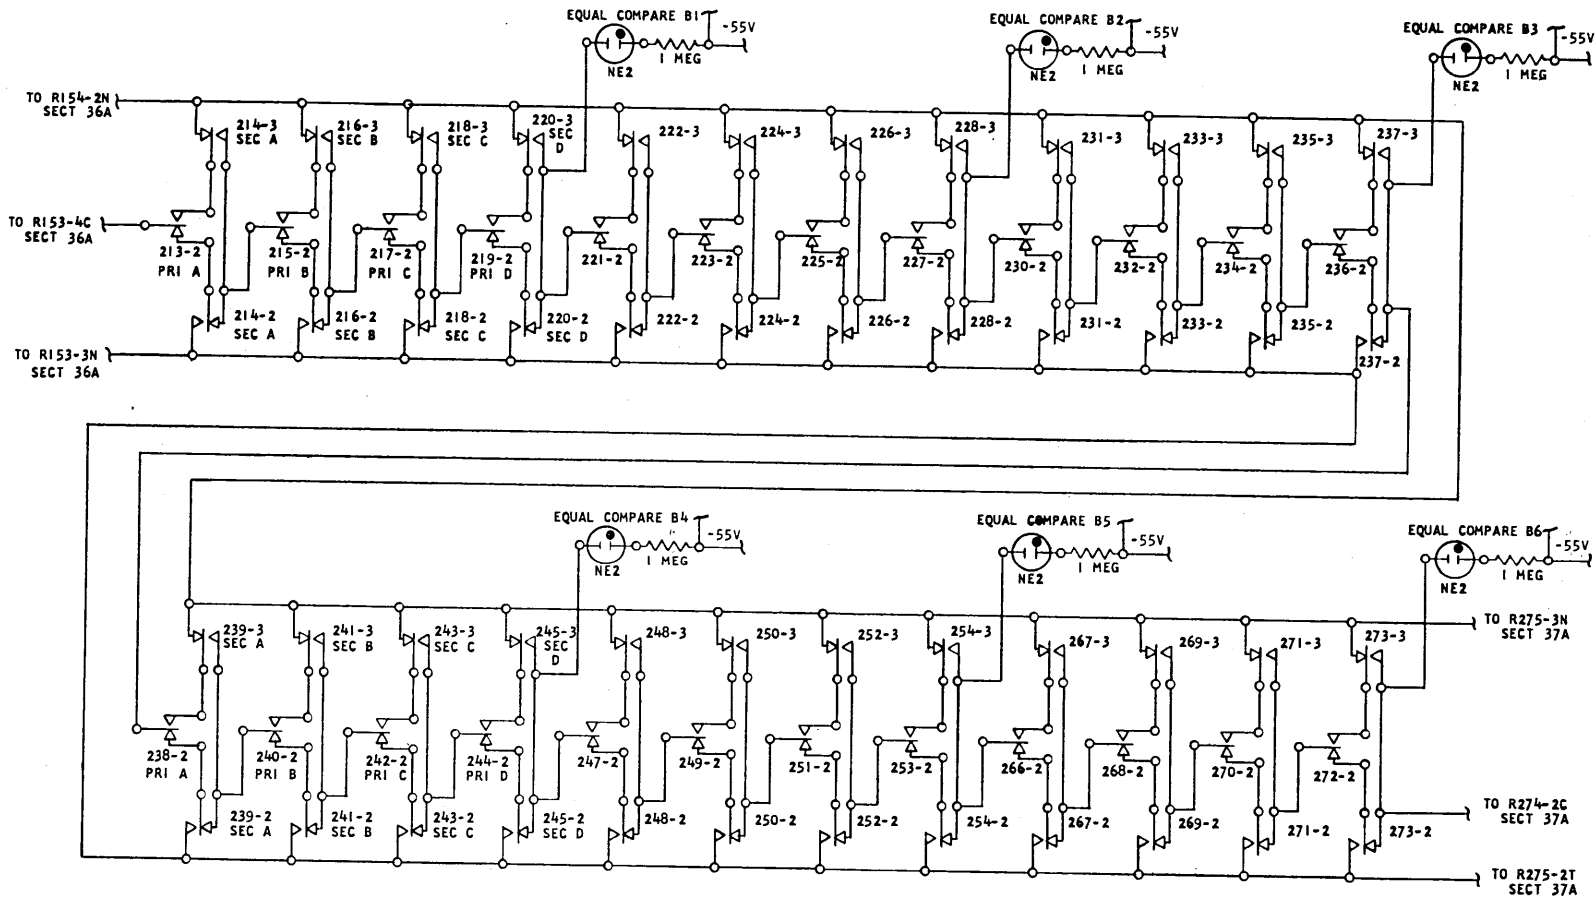 EQUAL COMPARE B1
-55V
NE2
1 MEG
EQUAL COMPARE B2
-55V
NE2
1 MEG
EQUAL COMPARE B3
-55V
NE2
1 MEG
TO R154-2N
SECT 36A
214-3
SEC A
216-3
SEC B
218-3
SEC C
220-3
SEC
D
222-3
224-3
226-3
228-3
231-3
233-3
235-3
237-3
TO R153-4C
SECT 36A
213-2
PRI A
215-2
PRI B
217-2
PRI C
219-2
PRI D
221-2
223-2
225-2
227-2
230-2
232-2
234-2
236-2
214-2
SEC A
216-2
SEC B
218-2
SEC C
220-2
SEC D
222-2
224-2
226-2
228-2
231-2
233-2
235-2
237-2
TO R153-3N
SECT 36A
EQUAL COMPARE B4
-55V
NE2
1 MEG
EQUAL COMPARE B5
-55V
NE2
1 MEG
EQUAL COMPARE B6
-55V
NE2
1 MEG
239-3
SEC A
241-3
SEC B
243-3
SEC C
245-3
SEC
D
248-3
250-3
252-3
254-3
267-3
269-3
271-3
273-3
TO R275-3N
SECT 37A
238-2
PRI A
240-2
PRI B
242-2
PRI C
244-2
PRI D
247-2
249-2
251-2
253-2
266-2
268-2
270-2
272-2
239-2
SEC A
241-2
SEC B
243-2
SEC C
245-2
SEC D
248-2
250-2
252-2
254-2
267-2
269-2
271-2
273-2
TO R274-2C
SECT 37A
TO R275-2T
SECT 37A